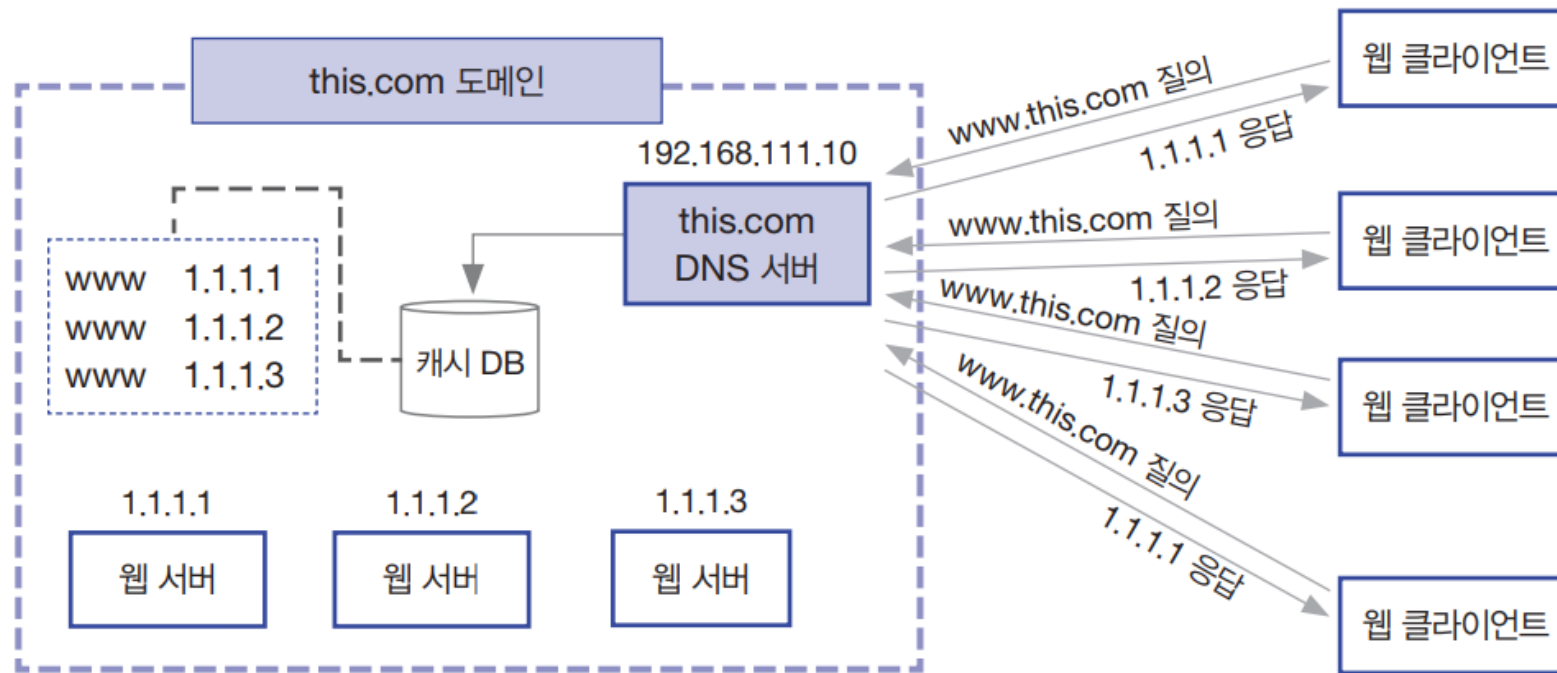 this.com 도메인
192.168.111.10
this.com
DNS 서버
www 1.1.1.1
www 1.1.1.2
www 1.1.1.3
캐시 DB
1.1.1.1
웹 서버
1.1.1.2
웹 서버
1.1.1.3
웹 서버
www.this.com 질의
1.1.1.1 응답
웹 클라이언트
www.this.com 질의
1.1.1.2 응답
웹 클라이언트
www.this.com 질의
1.1.1.3 응답
웹 클라이언트
www.this.com 질의
1.1.1.1 응답
웹 클라이언트